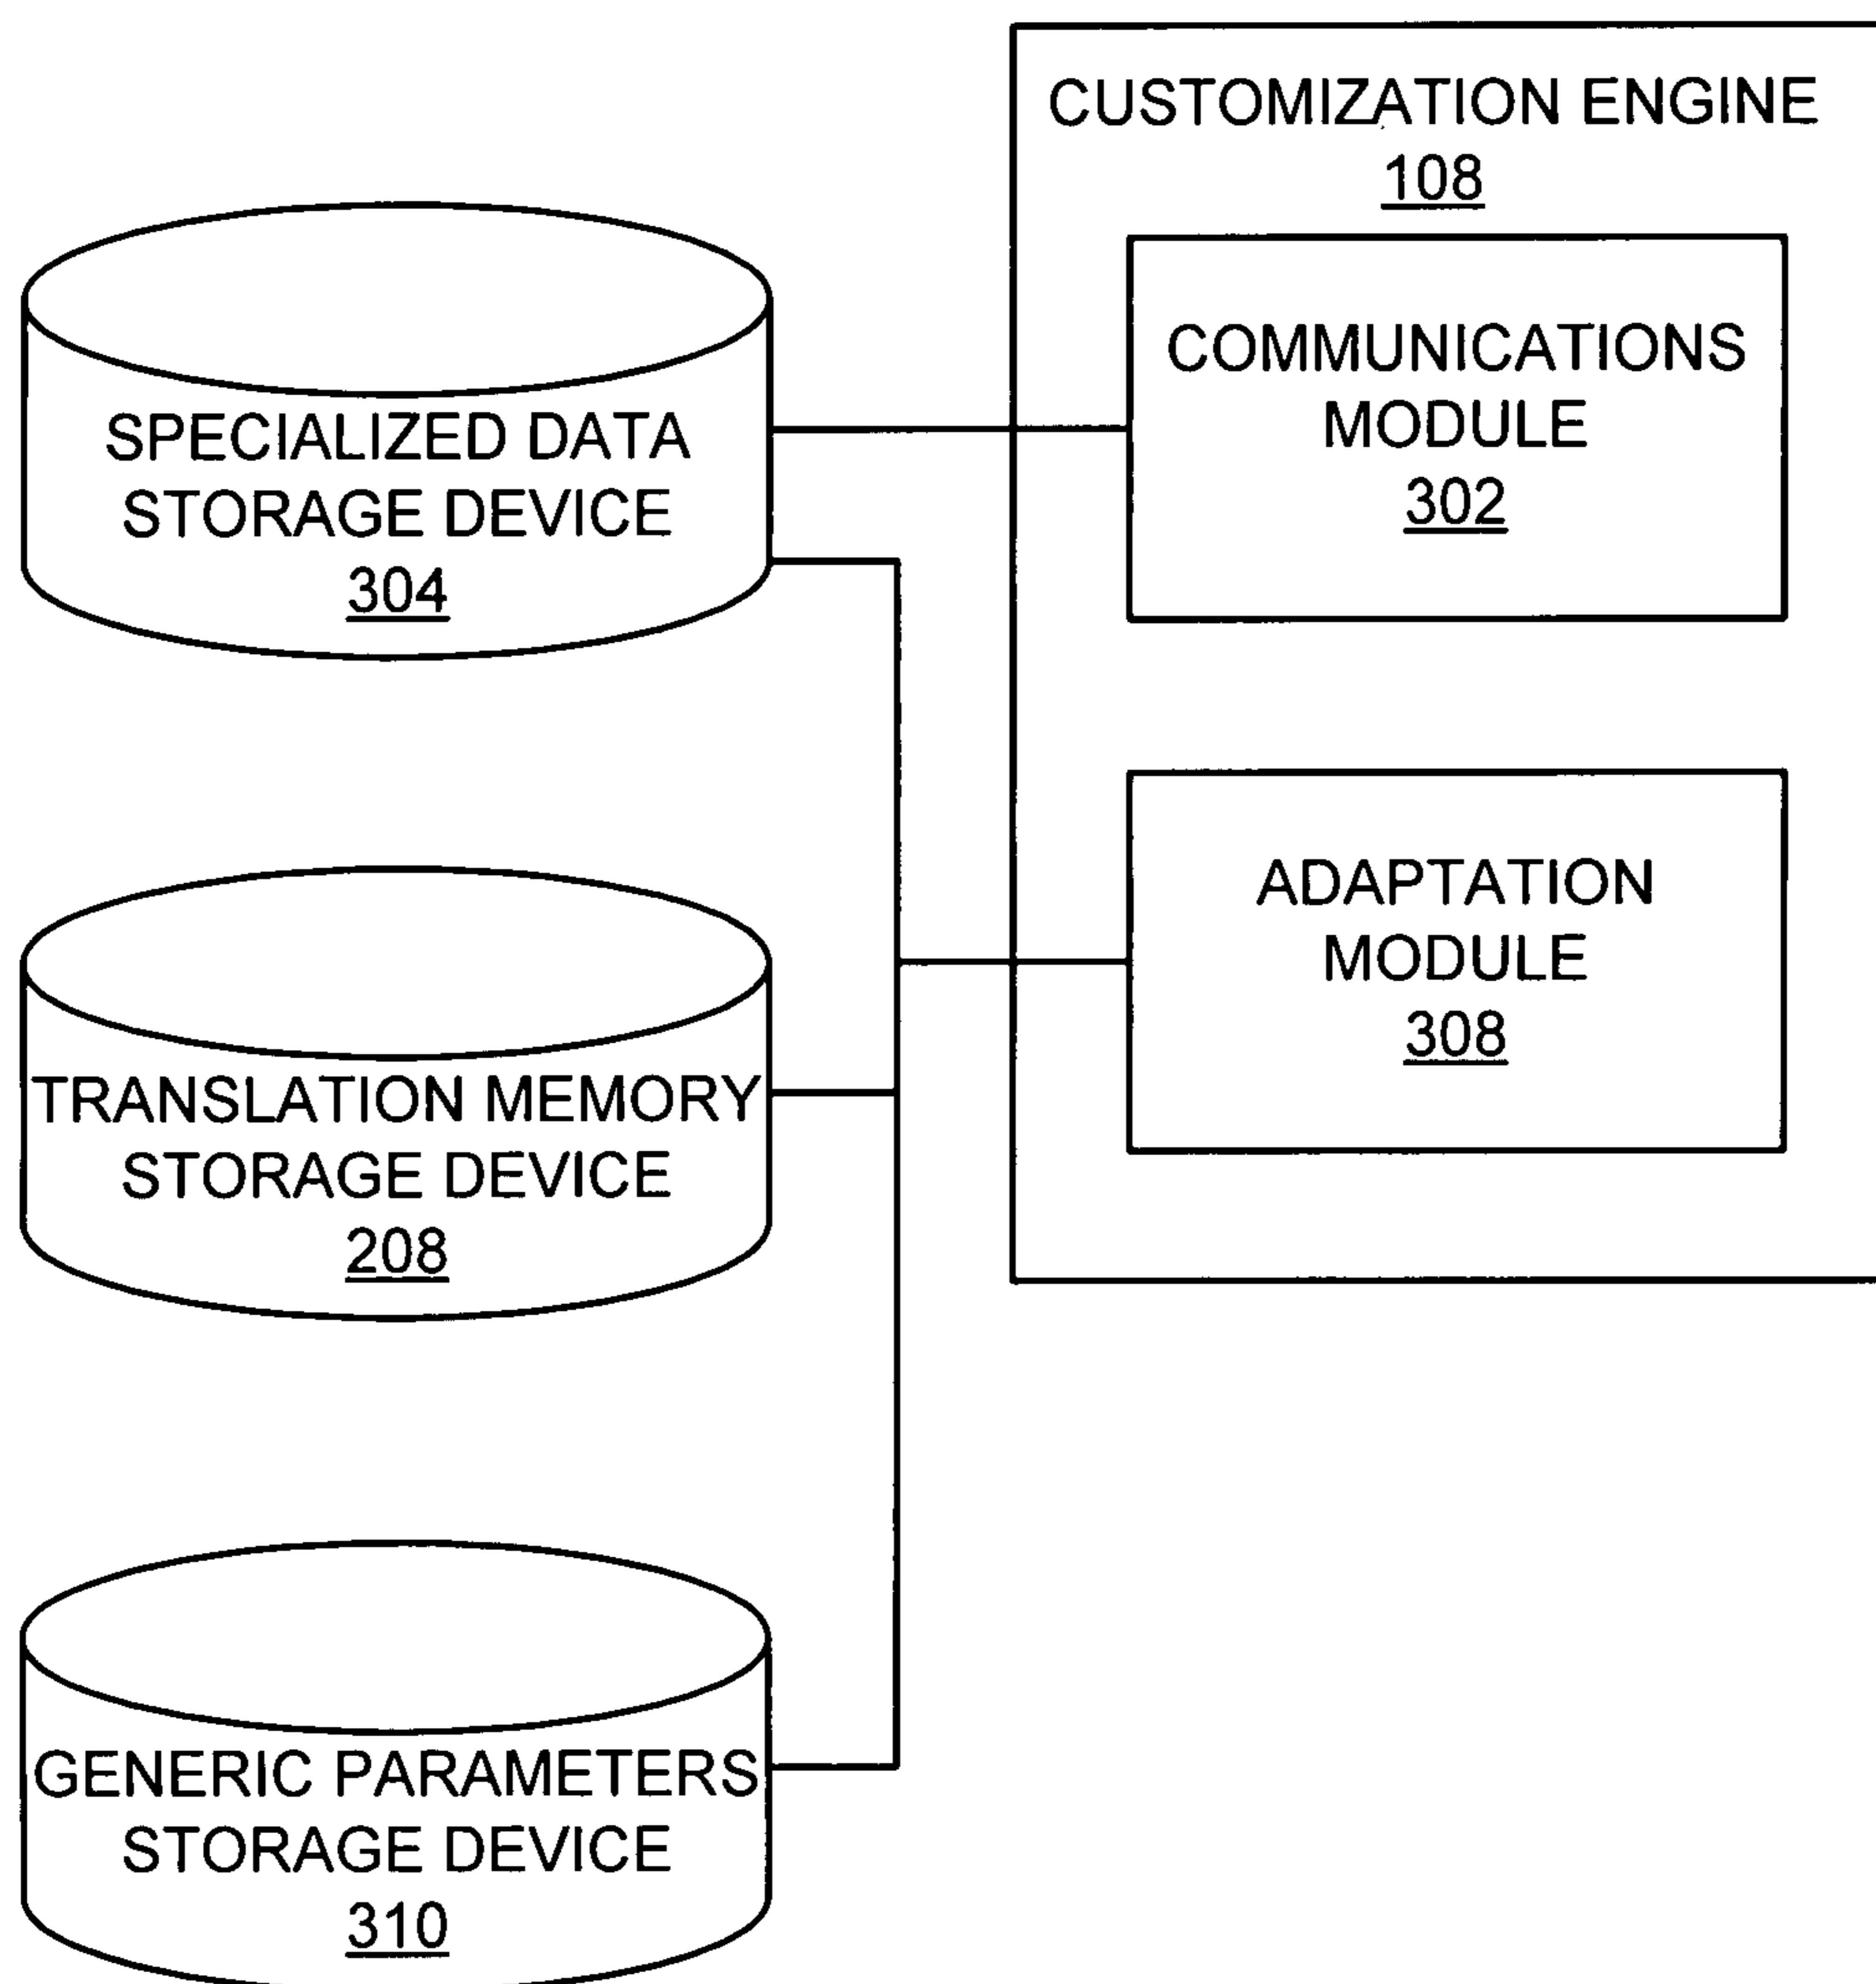 CUSTOMIZATION ENGINE
108
COMMUNICATIONS
MODULE
302
SPECIALIZED DATA
STORAGE DEVICE
304
ADAPTATION
MODULE
308
TRANSLATION MEMORY
STORAGE DEVICE
208
GENERIC PARAMETERS
STORAGE DEVICE
310